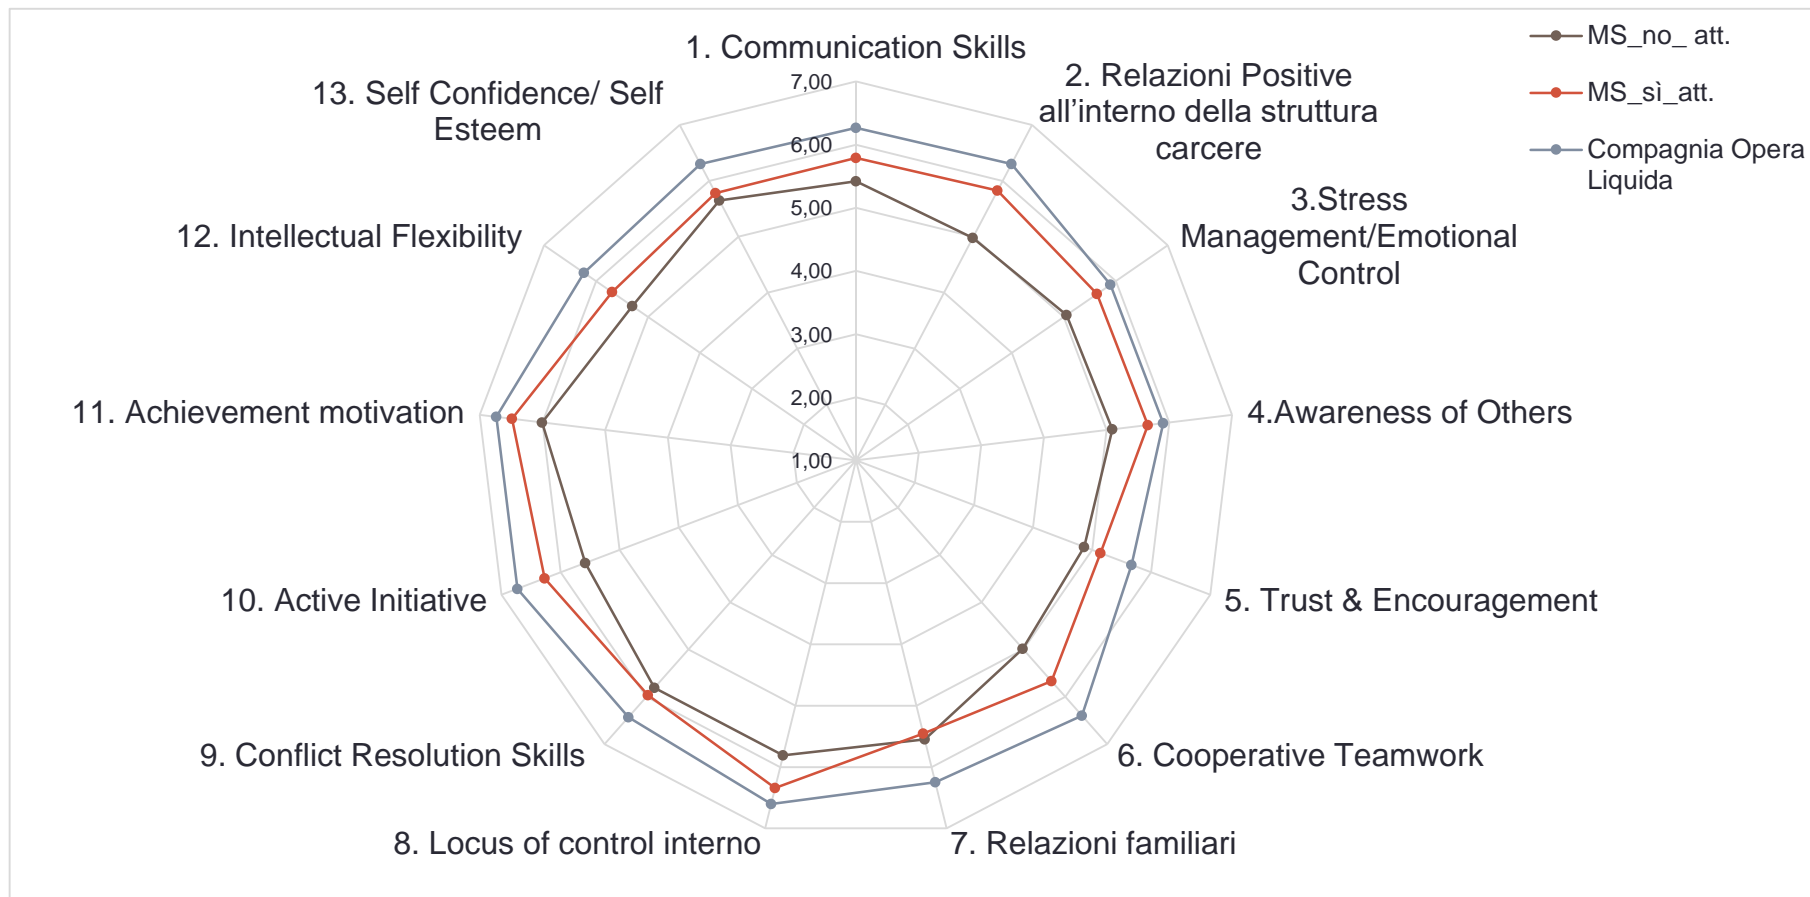 1. Communication Skills
2. Relazioni Positive
all’interno della struttura
carcere
3.Stress
Management/Emotional
Control
4.Awareness of Others
5. Trust & Encouragement
6. Cooperative Teamwork
7. Relazioni familiari
8. Locus of control interno
9. Conflict Resolution Skills
10. Active Initiative
11. Achievement motivation
12. Intellectual Flexibility
13. Self Confidence/ Self
Esteem
7,00
6,00
5,00
4,00
3,00
2,00
1,00
MS_no_ att.
MS_sì_att.
Compagnia Opera
Liquida